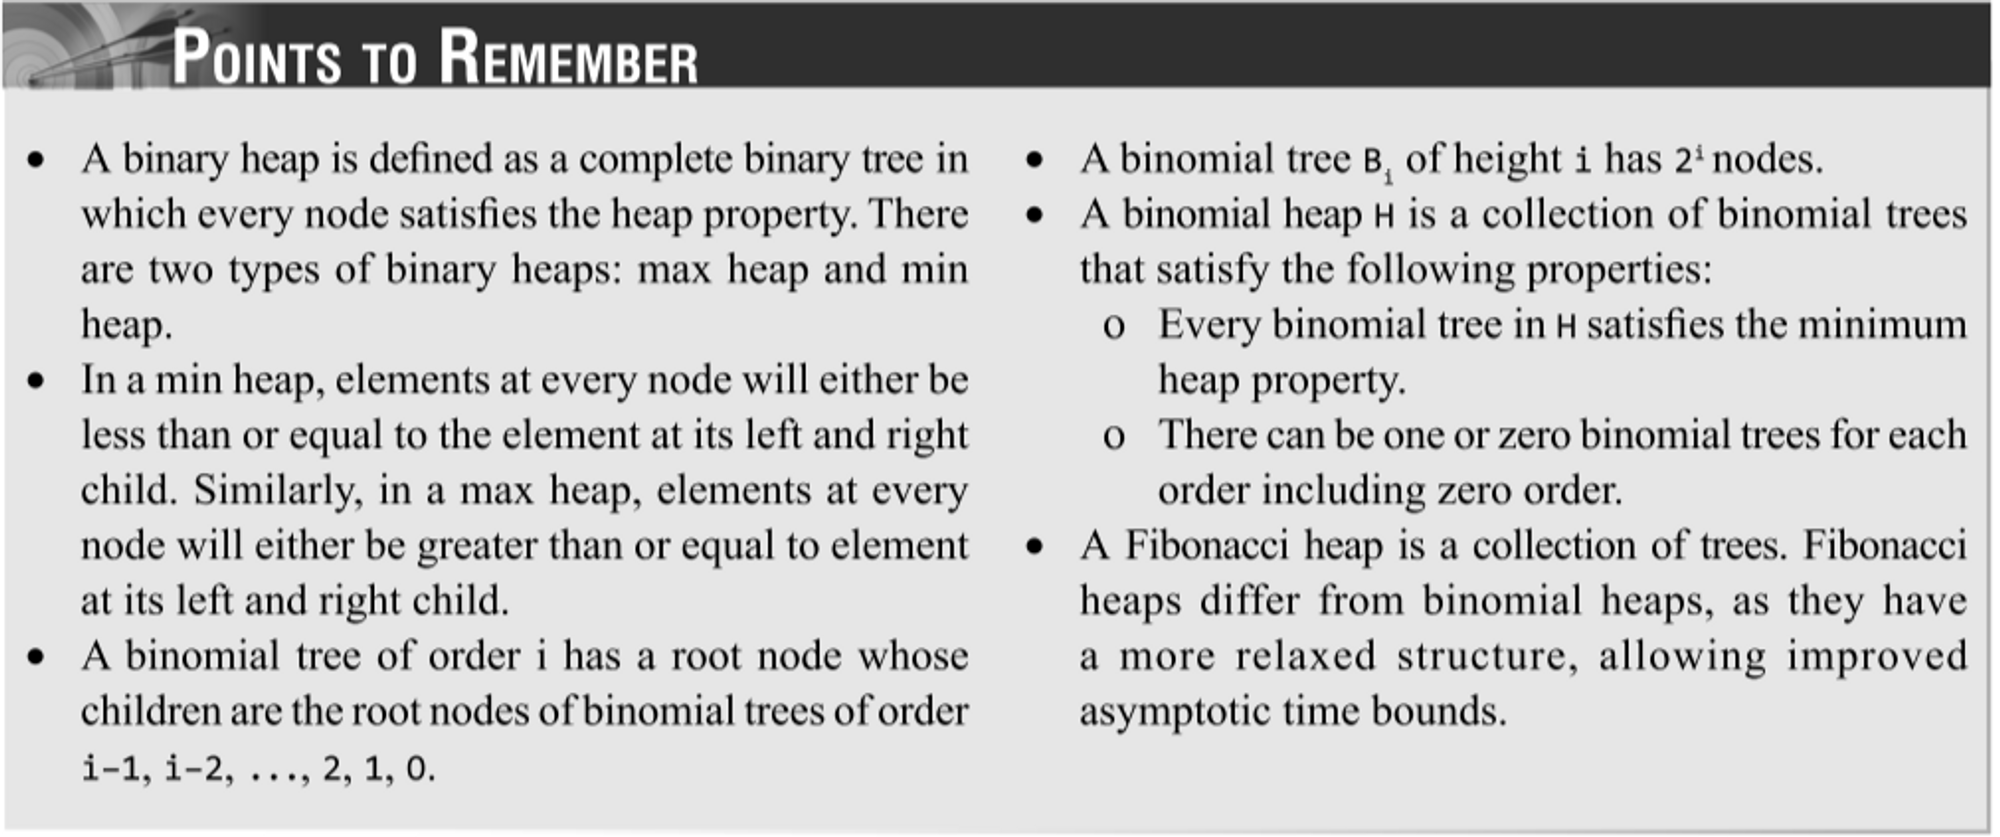 POINTS TO REMEMBER
• A binary heap is defined as a complete binary tree in
which every node satisfies the heap property. There
are two types of binary heaps: max heap and min
heap.
• In a min heap, elements at every node will either be
less than or equal to the element at its left and right
child. Similarly, in a max heap, elements at every
node will either be greater than or equal to element
at its left and right child.
• A binomial tree of order i has a root node whose
children are the root nodes of binomial trees of order
i–1, i–2, ..., 2, 1, 0.
• A binomial tree Bᵢ of height i has 2ⁱ nodes.
• A binomial heap H is a collection of binomial trees
that satisfy the following properties:
o Every binomial tree in H satisfies the minimum
heap property.
o There can be one or zero binomial trees for each
order including zero order.
• A Fibonacci heap is a collection of trees. Fibonacci
heaps differ from binomial heaps, as they have
a more relaxed structure, allowing improved
asymptotic time bounds.